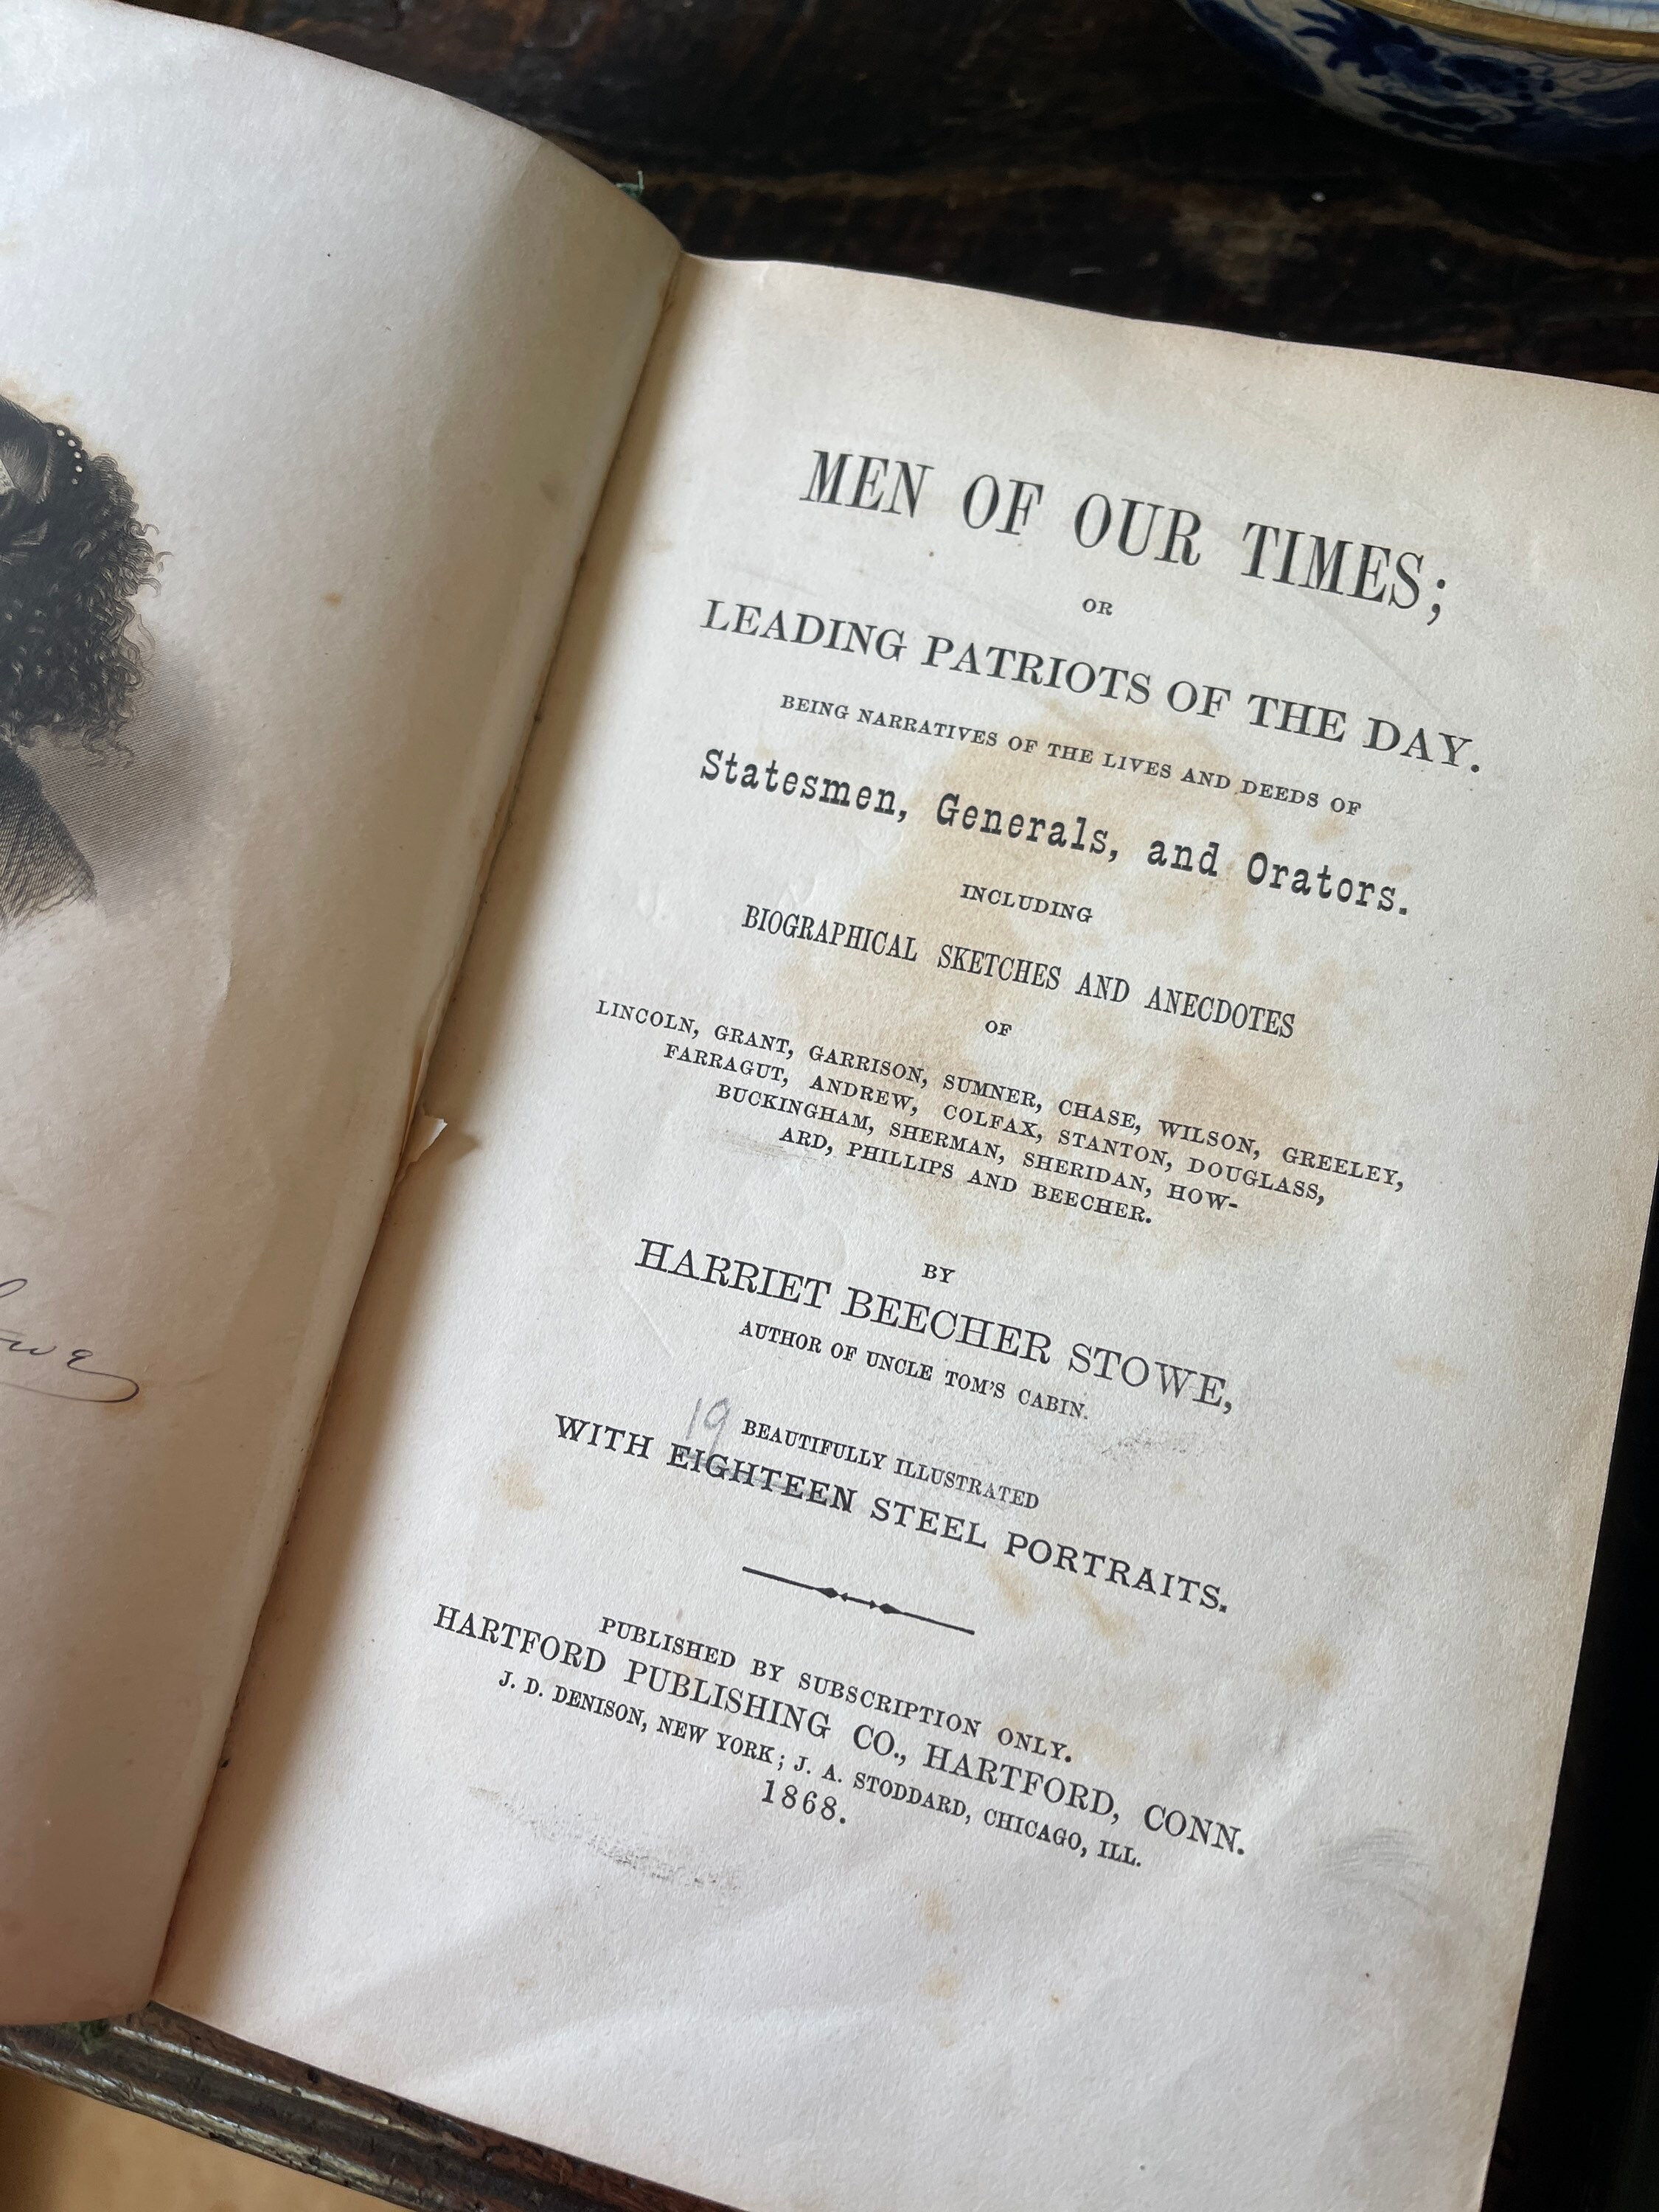 MEN OF OUR TIMES;
OR
LEADING PATRIOTS OF THE DAY.
BEING NARRATIVES OF THE LIVES AND DEEDS OF
Statesmen, Generals, and Orators.
INCLUDING
BIOGRAPHICAL SKETCHES AND ANECDOTES
OF
LINCOLN, GRANT, GARRISON, SUMNER, CHASE, WILSON, GREELEY,
FARRAGUT, ANDREW, COLFAX, STANTON, DOUGLASS,
BUCKINGHAM, SHERMAN, SHERIDAN, HOW-
ARD, PHILLIPS AND BEECHER.
BY
HARRIET BEECHER STOWE,
AUTHOR OF UNCLE TOM'S CABIN.
19
BEAUTIFULLY ILLUSTRATED
WITH EIGHTEEN STEEL PORTRAITS.
PUBLISHED BY SUBSCRIPTION ONLY.
HARTFORD PUBLISHING CO., HARTFORD, CONN.
J. D. DENISON, NEW YORK; J. A. STODDARD, CHICAGO, ILL.
1868.